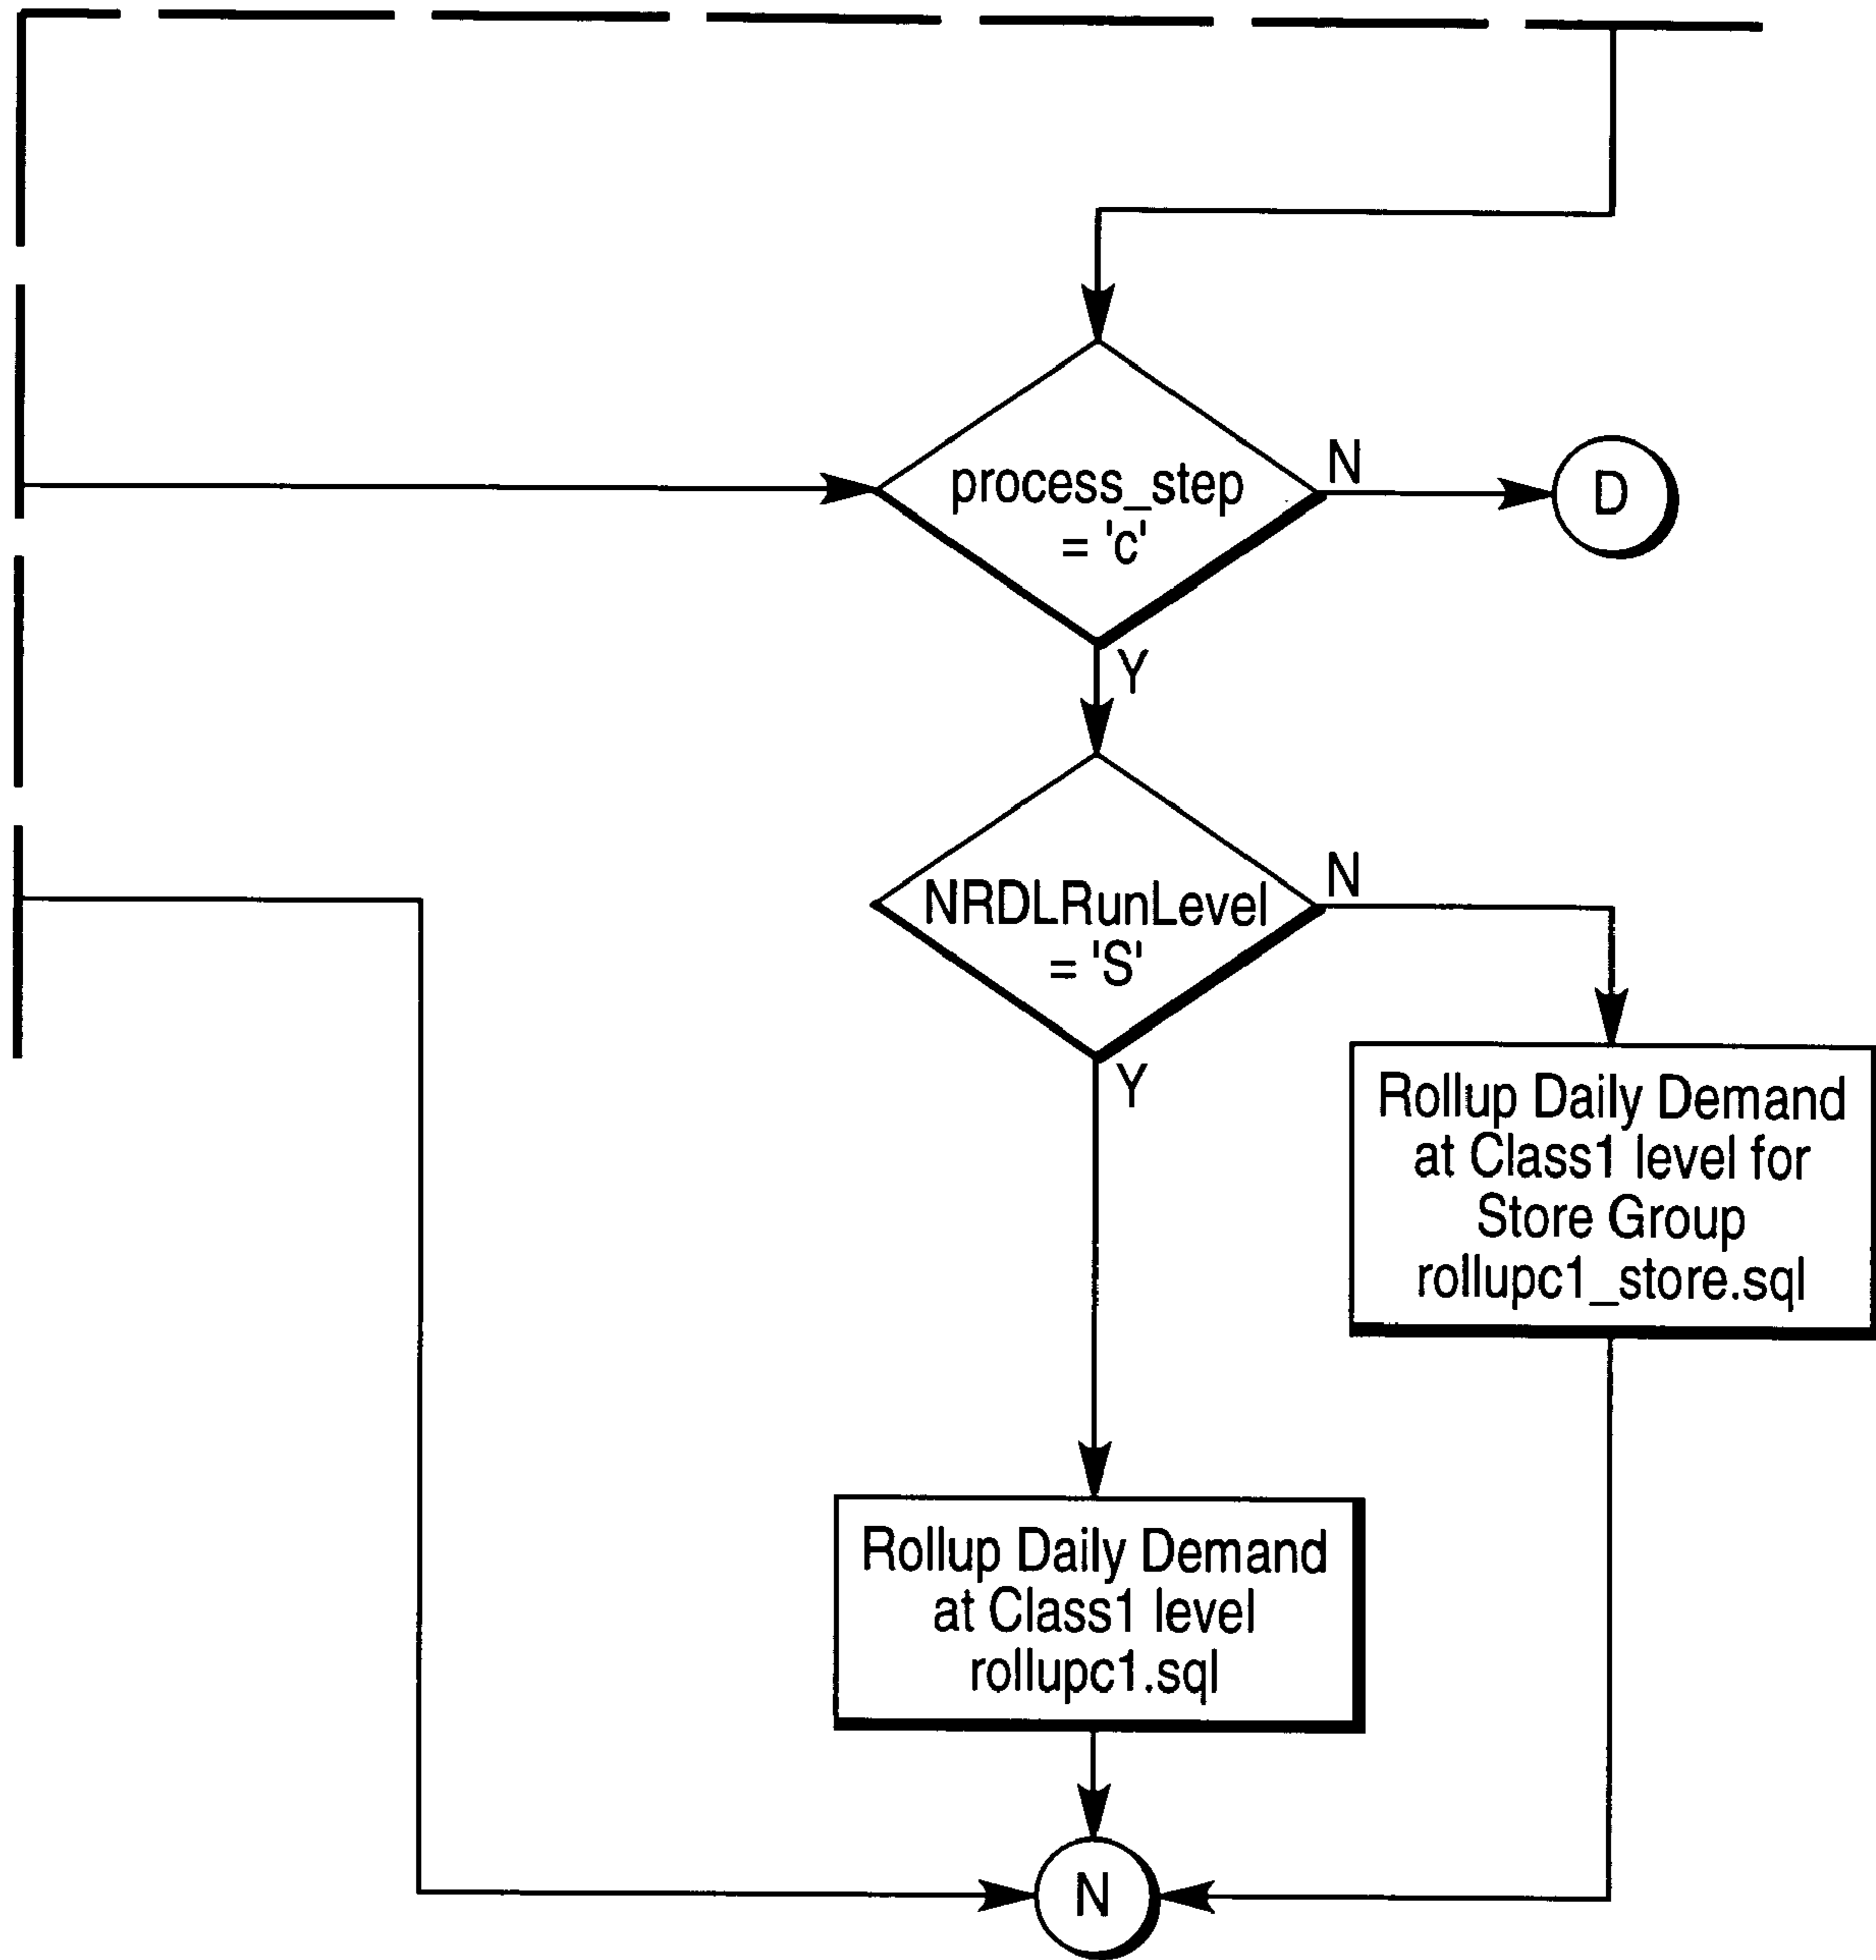 process_step
= 'c'
N
D
Y
NRDLRunLevel
= 'S'
N
Y
Rollup Daily Demand
at Class1 level for
Store Group
rollupc1_store.sql
Rollup Daily Demand
at Class1 level
rollupc1.sql
N